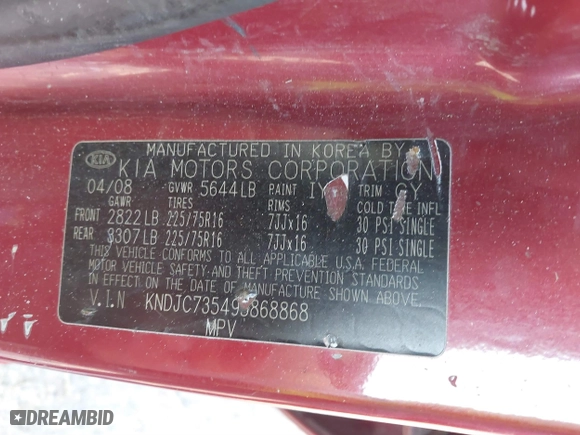 MANUFACTURED IN KOREA BY
KIA KIA MOTORS CORPORATION
04/08 GVWR 5644LB PAINT TRIM GY
GAWR TIRES RIMS COLD TIRE INFL
FRONT 2822LB 225/75R16 7JJx16 30 PSI SINGLE
REAR 3307LB 225/75R16 7JJx16 30 PSI SINGLE
THIS VEHICLE CONFORMS TO ALL APPLICABLE U.S.A. FEDERAL
MOTOR VEHICLE SAFETY AND THEFT PREVENTION STANDARDS
IN EFFECT ON THE DATE OF MANUFACTURE SHOWN ABOVE.
V.I.N KNDJC735495868868
MPV
DREAMBID